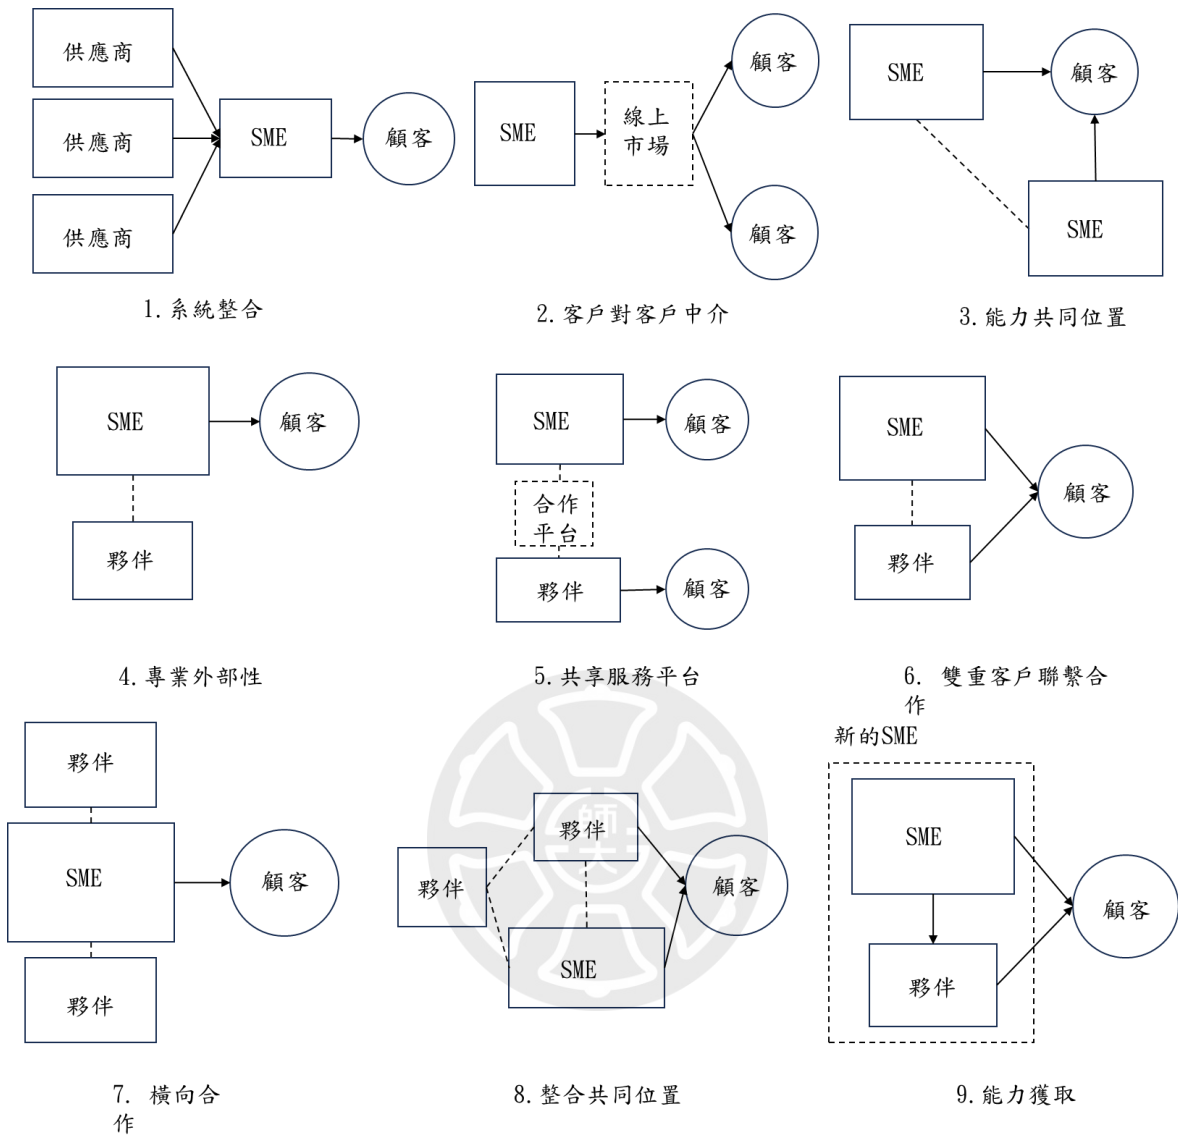 供應商
供應商
供應商
SME
顧客
1.系統整合
SME
線上
市場
顧客
顧客
2.客戶對客戶中介
SME
顧客
SME
3.能力共同位置
SME
顧客
夥伴
4.專業外部性
SME
顧客
合作
平台
夥伴
顧客
5.共享服務平台
SME
顧客
夥伴
6. 雙重客戶聯繫合
作
夥伴
SME
顧客
夥伴
7. 橫向合
作
夥伴
夥伴
顧客
SME
師大
8.整合共同位置
新的SME
SME
顧客
夥伴
9.能力獲取